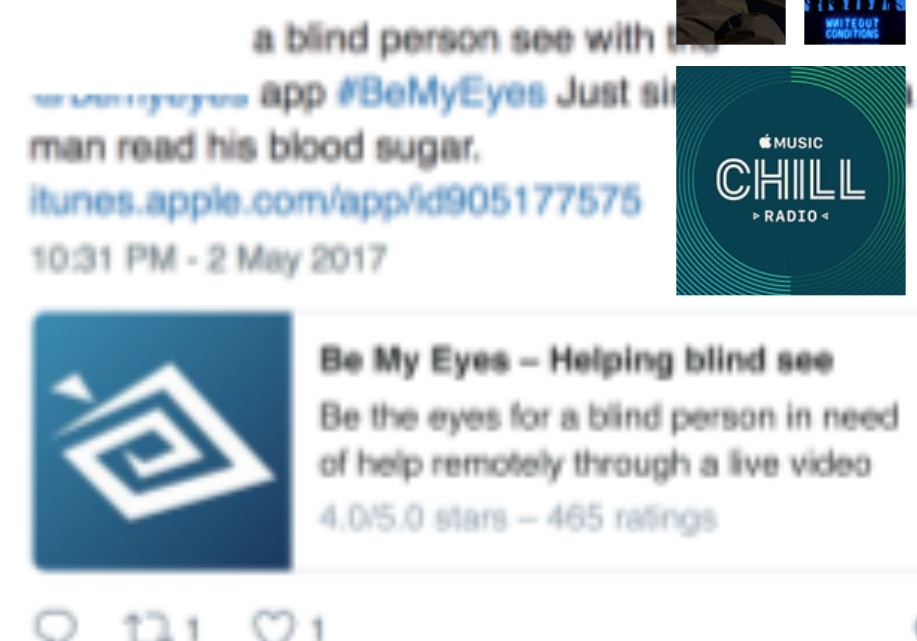 a blind person see with
app #BeMyEyes Just
man read his blood sugar.
itunes.apple.com/app/id905177575
10:31 PM - 2 May 2017
WHITEOUT
CONDITIONS
MUSIC
CHILL
RADIO
Be My Eyes – Helping blind see
Be the eyes for a blind person in need
of help remotely through a live video
4.0/5.0 stars – 465 ratings
1 1